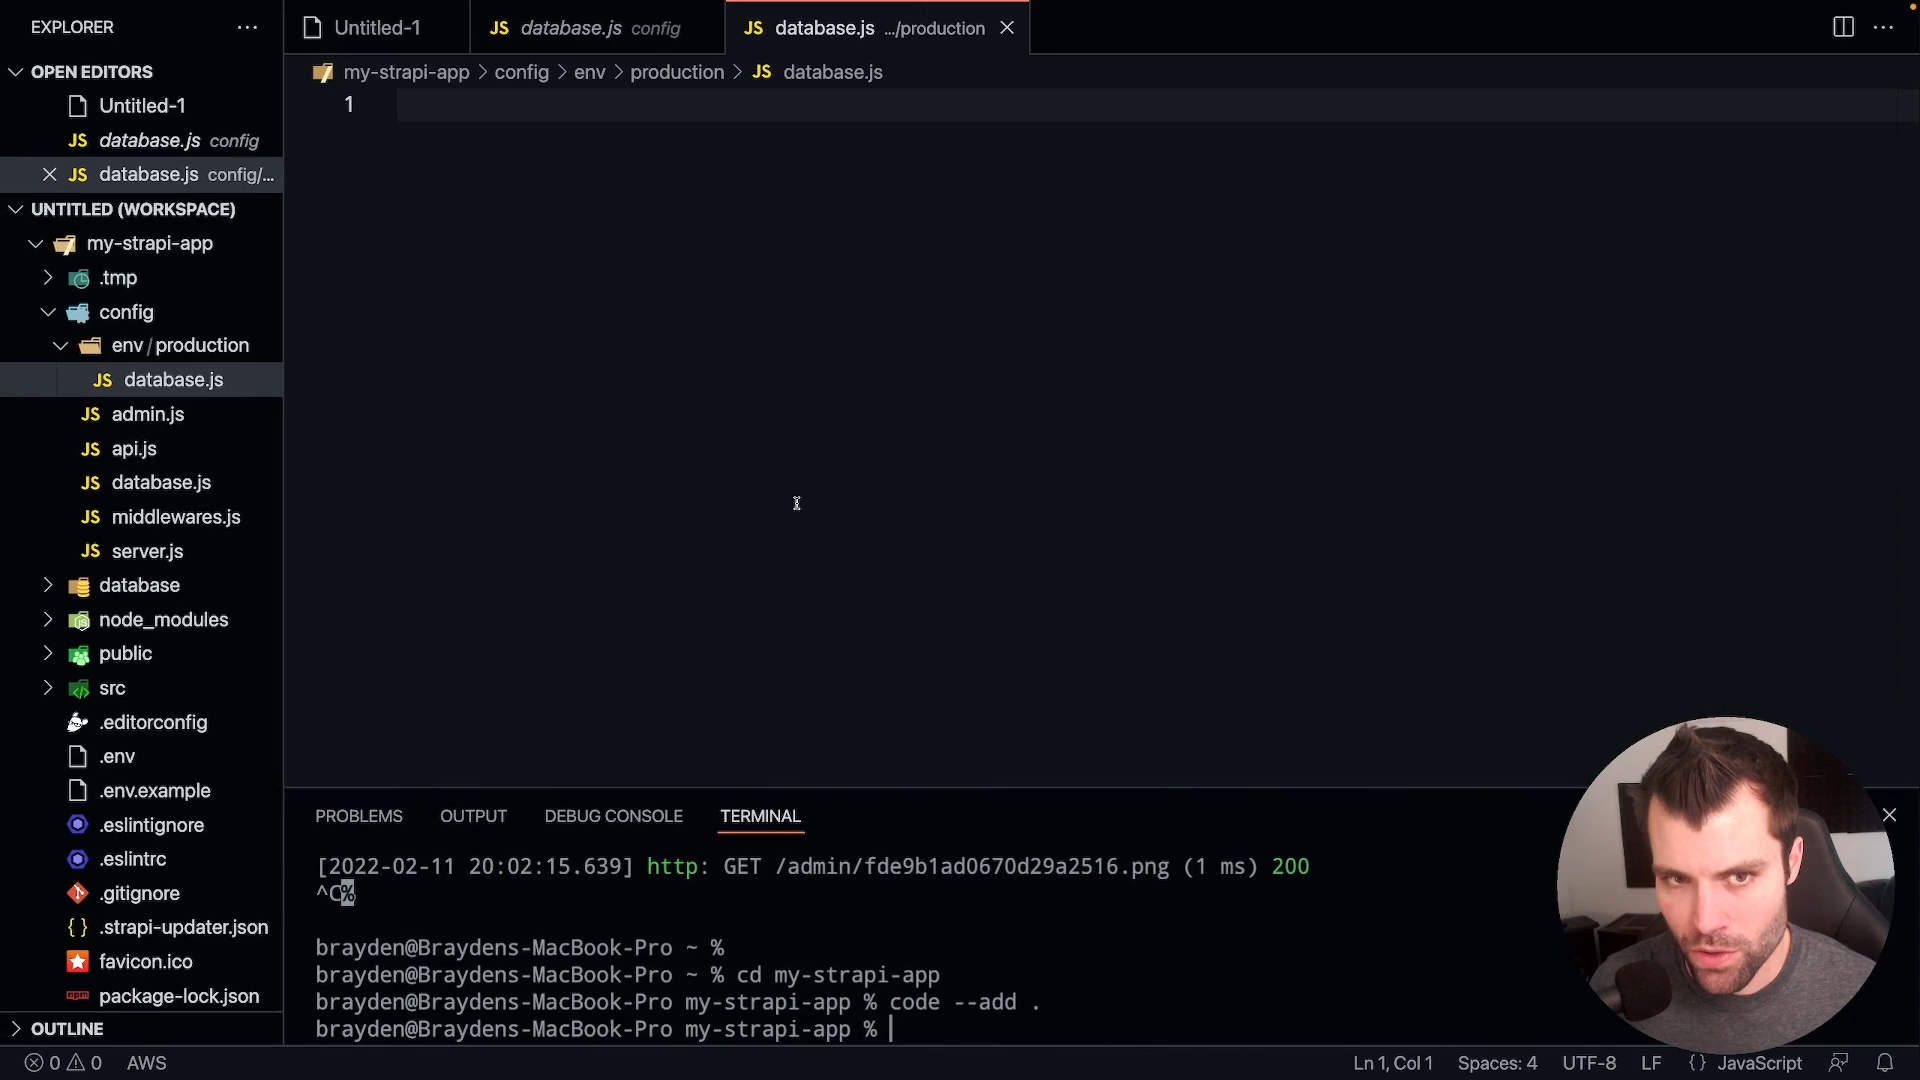 EXPLORER
OPEN EDITORS
Untitled-1
JS database.js config
JS database.js config/...
UNTITLED (WORKSPACE)
my-strapi-app
.tmp
config
env / production
JS database.js
JS admin.js
JS api.js
JS database.js
JS middlewares.js
JS server.js
database
node_modules
public
src
.editorconfig
.env
.env.example
.eslintignore
.eslintrc
.gitignore
{ } .strapi-updater.json
favicon.ico
npm package-lock.json
OUTLINE
Untitled-1
JS database.js config
JS database.js .../production
my-strapi-app > config > env > production > JS database.js
1
PROBLEMS OUTPUT DEBUG CONSOLE TERMINAL
[2022-02-11 20:02:15.639] http: GET /admin/fde9b1ad0670d29a2516.png (1 ms) 200
^C%
brayden@Braydens-MacBook-Pro ~ %
brayden@Braydens-MacBook-Pro ~ % cd my-strapi-app
brayden@Braydens-MacBook-Pro my-strapi-app % code --add .
brayden@Braydens-MacBook-Pro my-strapi-app %
0 0 AWS Ln 1, Col 1 Spaces: 4 UTF-8 LF {} JavaScript